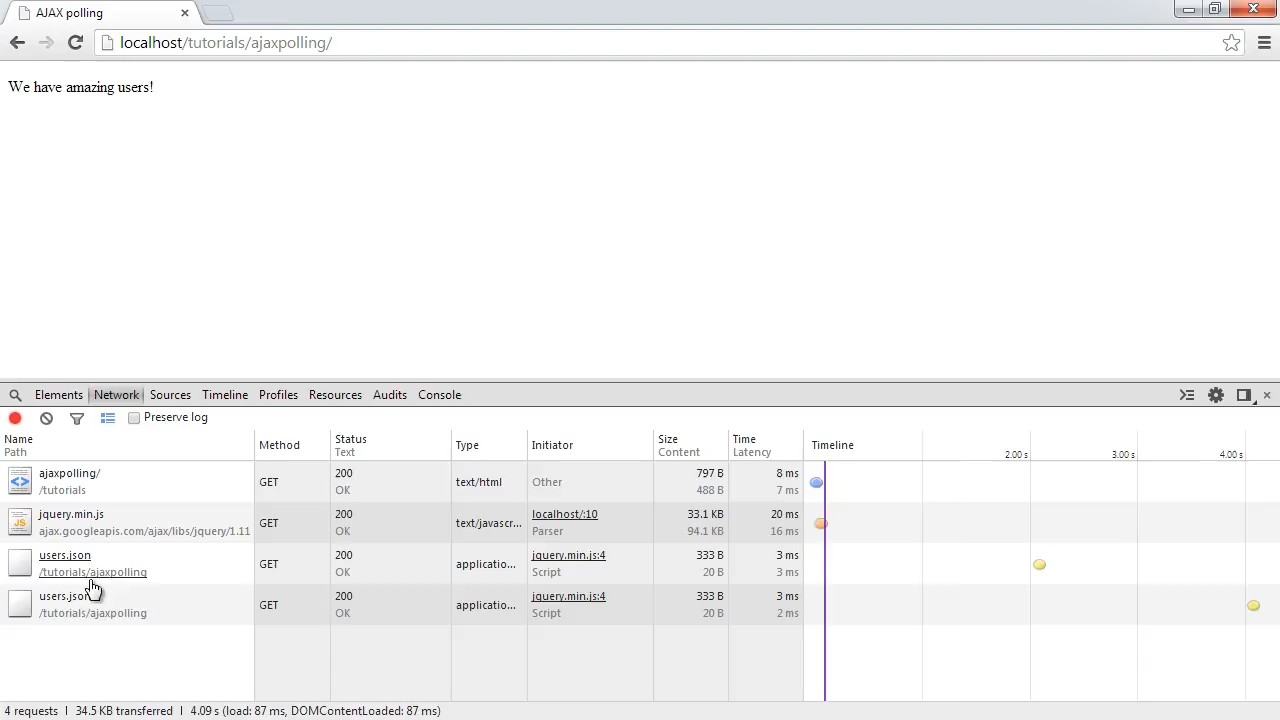 AJAX polling
localhost/tutorials/ajaxpolling/
We have amazing users!
Elements Network Sources Timeline Profiles Resources Audits Console
Preserve log
Name Method Status Type Initiator Size Time Timeline
Path Text Content Latency 2.00 s 3.00 s 4.00 s
ajaxpolling/ GET 200 text/html Other 797 B 8 ms
/tutorials OK 488 B 7 ms
jquery.min.js GET 200 text/javascr... localhost/:10 33.1 KB 20 ms
ajax.googleapis.com/ajax/libs/jquery/1.11 OK Parser 94.1 KB 16 ms
users.json GET 200 applicatio... jquery.min.js:4 333 B 3 ms
/tutorials/ajaxpolling OK Script 20 B 3 ms
users.json GET 200 applicatio... jquery.min.js:4 333 B 3 ms
/tutorials/ajaxpolling OK Script 20 B 2 ms
4 requests | 34.5 KB transferred | 4.09 s (load: 87 ms, DOMContentLoaded: 87 ms)